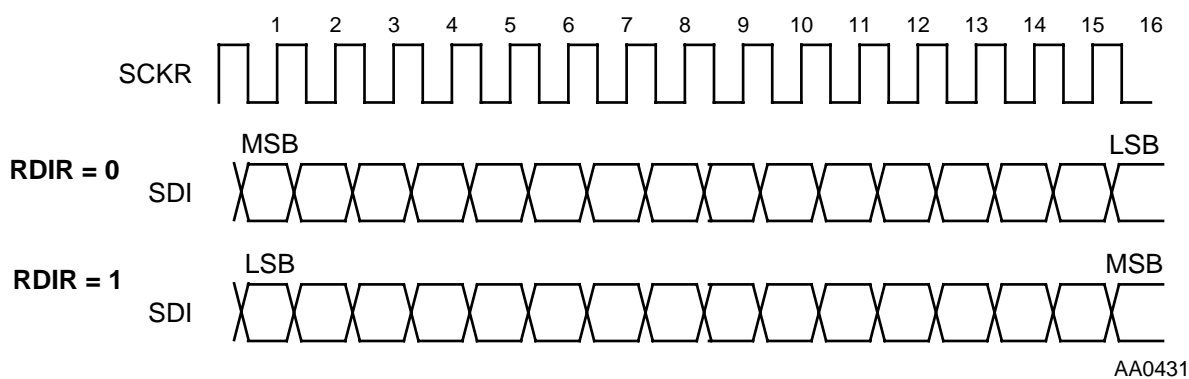 1 2 3 4 5 6 7 8 9 10 11 12 13 14 15 16
SCKR
MSB LSB
RDIR = 0
SDI
LSB MSB
RDIR = 1
SDI
AA0431